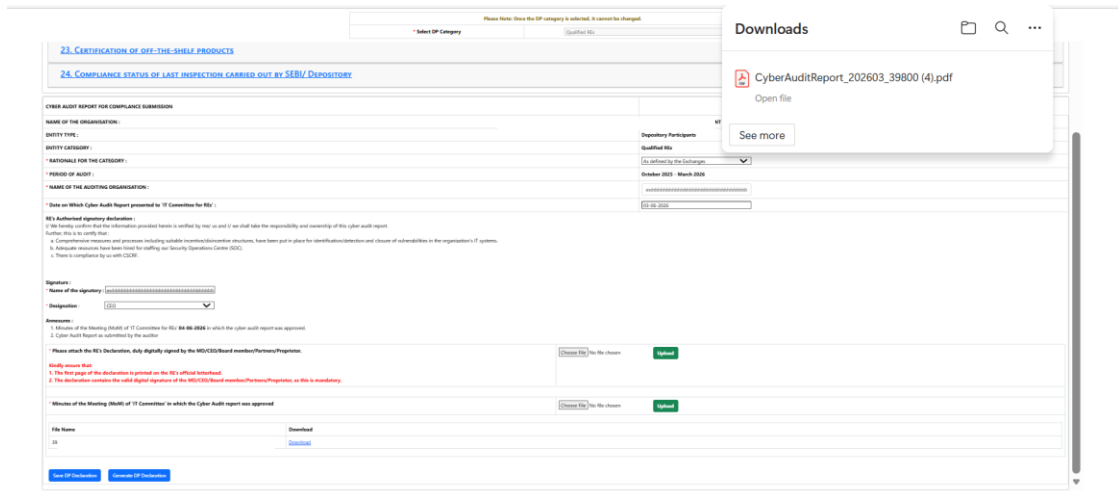 Please Note: Once the DP category is selected, it cannot be changed.
* Select DP Category
Qualified REs
23. CERTIFICATION OF OFF-THE-SHELF PRODUCTS
24. COMPLIANCE STATUS OF LAST INSPECTION CARRIED OUT BY SEBI/ DEPOSITORY
Downloads
CyberAuditReport_202603_39800 (4).pdf
Open file
See more
CYBER AUDIT REPORT FOR COMPLIANCE SUBMISSION
NAME OF THE ORGANISATION :
ENTITY TYPE : Depository Participants
ENTITY CATEGORY : Qualified REs
* RATIONALE FOR THE CATEGORY : As defined by the Exchanges
* PERIOD OF AUDIT : October 2025 - March 2026
* NAME OF THE AUDITING ORGANISATION :
* Date on Which Cyber Audit Report presented to 'IT Committee for REs' : 03-06-2026
RE's Authorised signatory declaration :
I/ We hereby confirm that the information provided herein is verified by me/ us and I/ we shall take the responsibility and ownership of this cyber audit report.
Further, this is to certify that :
a. Comprehensive measures and processes including suitable incentive/disincentive structures, have been put in place for identification/detection and closure of vulnerabilities in the organization's IT systems.
b. Adequate resources have been hired for staffing our Security Operations Centre (SOC).
c. There is compliance by us with CSCRF.
Signature :
* Name of the signatory :
* Designation : CEO
Annexures :
1. Minutes of the Meeting (MoM) of 'IT Committee for REs' 03-06-2026 in which the cyber audit report was approved.
2. Cyber Audit Report as submitted by the auditor
* Please attach the RE's Declaration, duly digitally signed by the MD/CEO/Board member/Partners/Proprietor.
Choose File No file chosen Upload
Kindly ensure that:
1. The first page of the declaration is printed on the RE's official letterhead.
2. The declaration contains the valid digital signature of the MD/CEO/Board member/Partners/Proprietor, as this is mandatory.
* Minutes of the Meeting (MoM) of 'IT Committee' in which the Cyber Audit report was approved
Choose File No file chosen Upload
File Name Download
39 Download
Save DP Declaration Generate DP Declaration